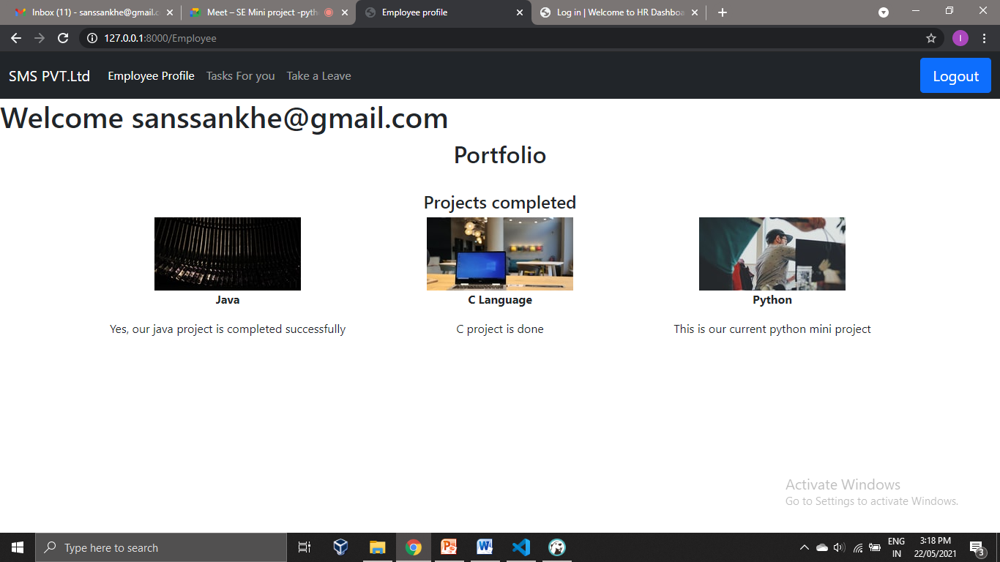 Inbox (11) - sanssankhe@gmail.c
Meet – SE Mini project -pyth
Employee profile
Log in | Welcome to HR Dashboa
127.0.0.1:8000/Employee
I
SMS PVT.Ltd
Employee Profile
Tasks For you
Take a Leave
Logout
Welcome sanssankhe@gmail.com
Portfolio
Projects completed
Java
C Language
Python
Yes, our java project is completed successfully
C project is done
This is our current python mini project
Activate Windows
Go to Settings to activate Windows.
Type here to search
ENG
IN
3:18 PM
22/05/2021
3